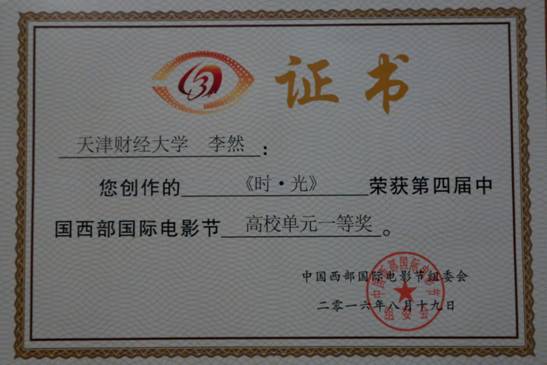 证书
天津财经大学 李然：
您创作的《时·光》荣获第四届中
国西部国际电影节高校单元一等奖。
中国西部国际电影节组委会
二零一六年八月十九日